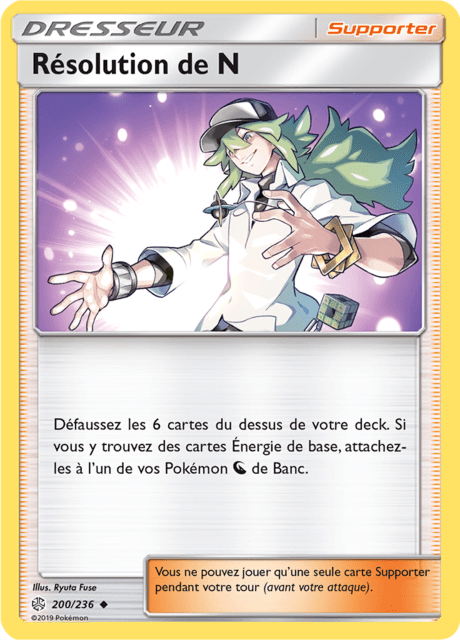 DRESSEUR Supporter
Résolution de N
Défaussez les 6 cartes du dessus de votre deck. Si
vous y trouvez des cartes Énergie de base, attachez-
les à l'un de vos Pokémon de Banc.
Vous ne pouvez jouer qu'une seule carte Supporter
pendant votre tour (avant votre attaque).
Illus. Ryuta Fuse
200/236
©2019 Pokémon